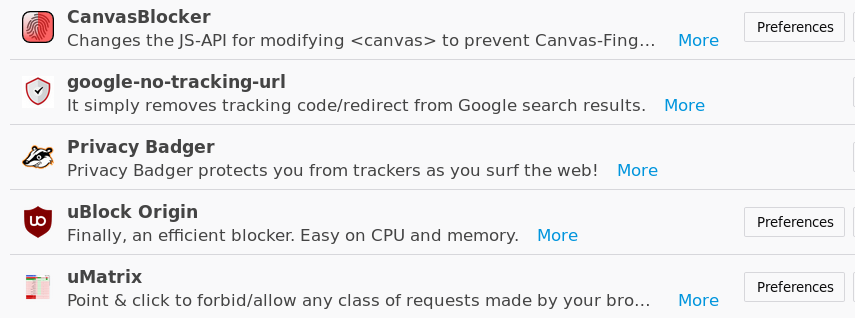 CanvasBlocker
Preferences
Changes the JS-API for modifying <canvas> to prevent Canvas-Fing… More
google-no-tracking-url
It simply removes tracking code/redirect from Google search results. More
Privacy Badger
Privacy Badger protects you from trackers as you surf the web! More
uBlock Origin
Preferences
Finally, an efficient blocker. Easy on CPU and memory. More
uMatrix
Preferences
Point & click to forbid/allow any class of requests made by your bro… More